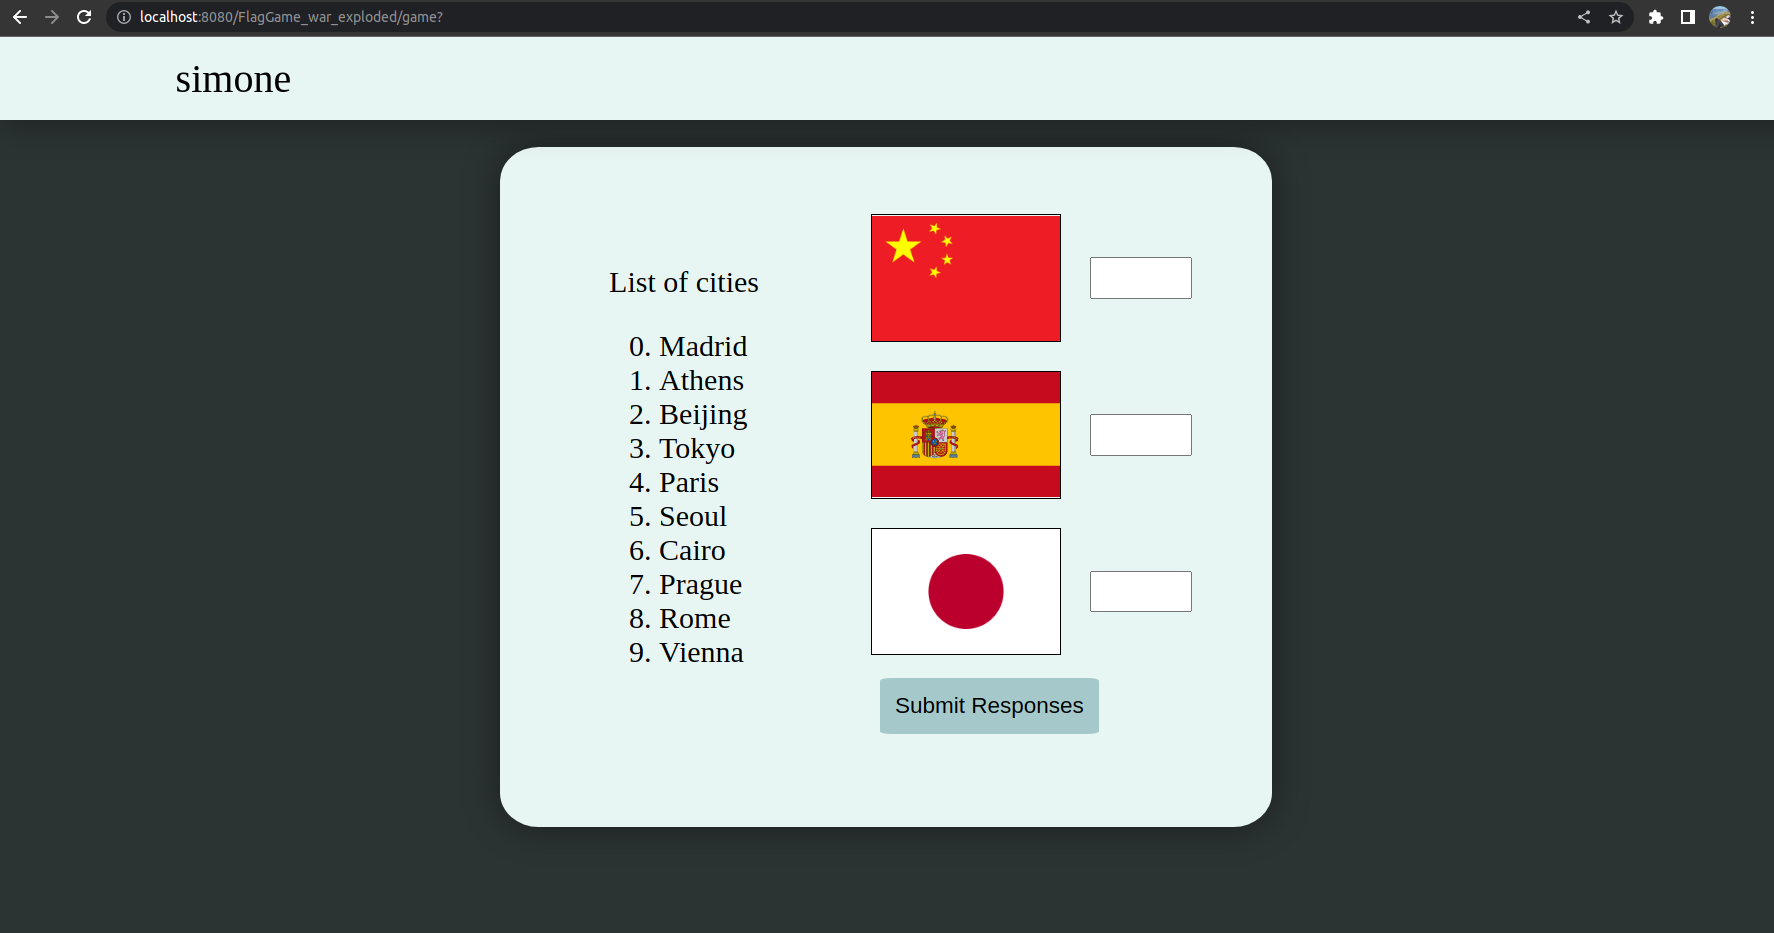 localhost:8080/FlagGame_war_exploded/game?
simone
List of cities
0. Madrid
1. Athens
2. Beijing
3. Tokyo
4. Paris
5. Seoul
6. Cairo
7. Prague
8. Rome
9. Vienna
Submit Responses